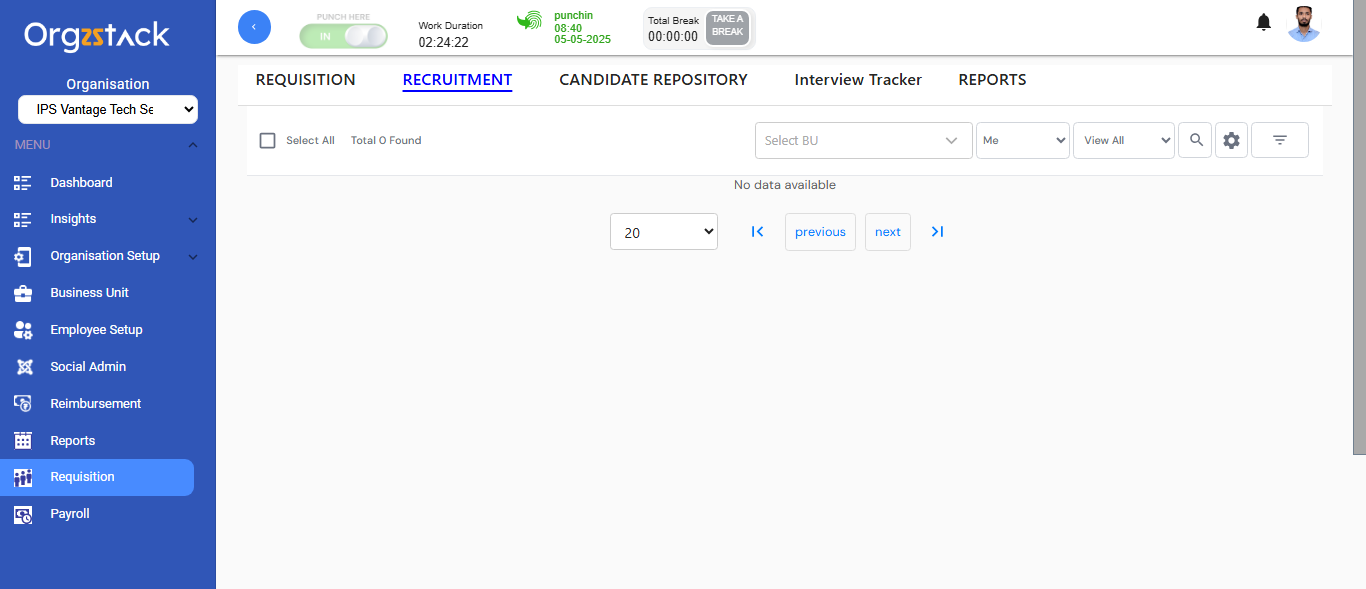 Orgzstack
Organisation
IPS Vantage Tech Se
MENU
Dashboard
Insights
Organisation Setup
Business Unit
Employee Setup
Social Admin
Reimbursement
Reports
Requisition
Payroll
PUNCH HERE
IN
Work Duration
02:24:22
punchin
08:40
05-05-2025
Total Break
00:00:00
TAKE A
BREAK
REQUISITION RECRUITMENT CANDIDATE REPOSITORY Interview Tracker REPORTS
Select All Total 0 Found Select BU Me View All
No data available
20 previous next